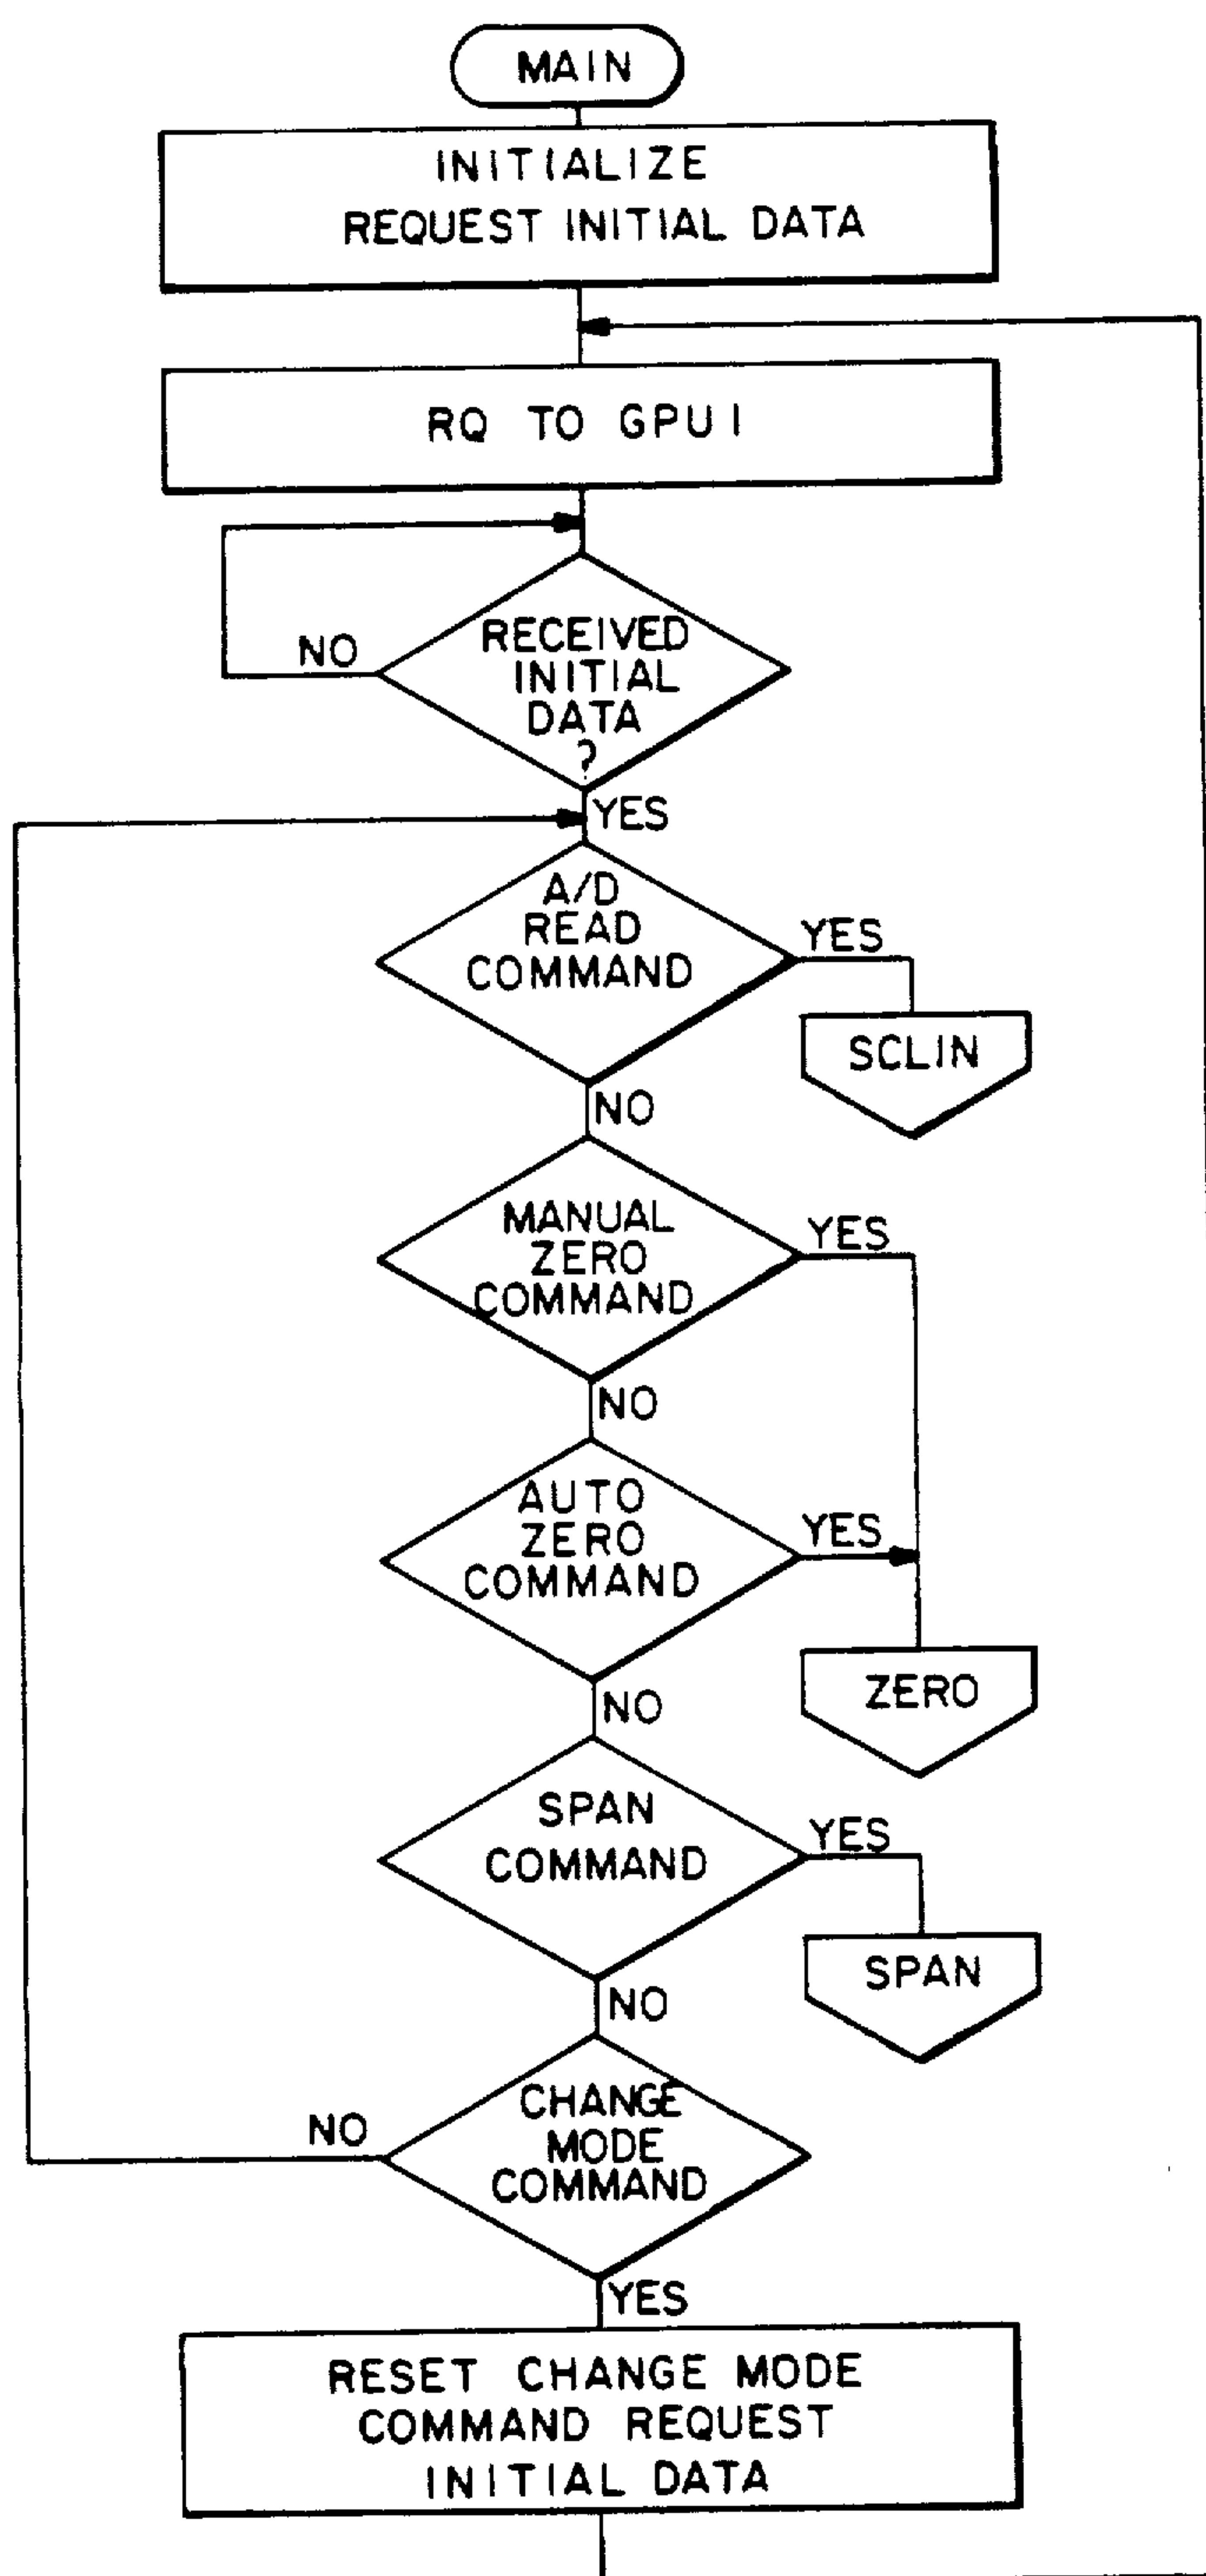 MAIN
INITIALIZE
REQUEST INITIAL DATA
RQ TO GPU I
NO
RECEIVED
INITIAL
DATA
?
YES
A/D
READ
COMMAND
YES
SCLIN
NO
MANUAL
ZERO
COMMAND
YES
NO
AUTO
ZERO
COMMAND
YES
ZERO
NO
SPAN
COMMAND
YES
SPAN
NO
CHANGE
MODE
COMMAND
NO
YES
RESET CHANGE MODE
COMMAND REQUEST
INITIAL DATA